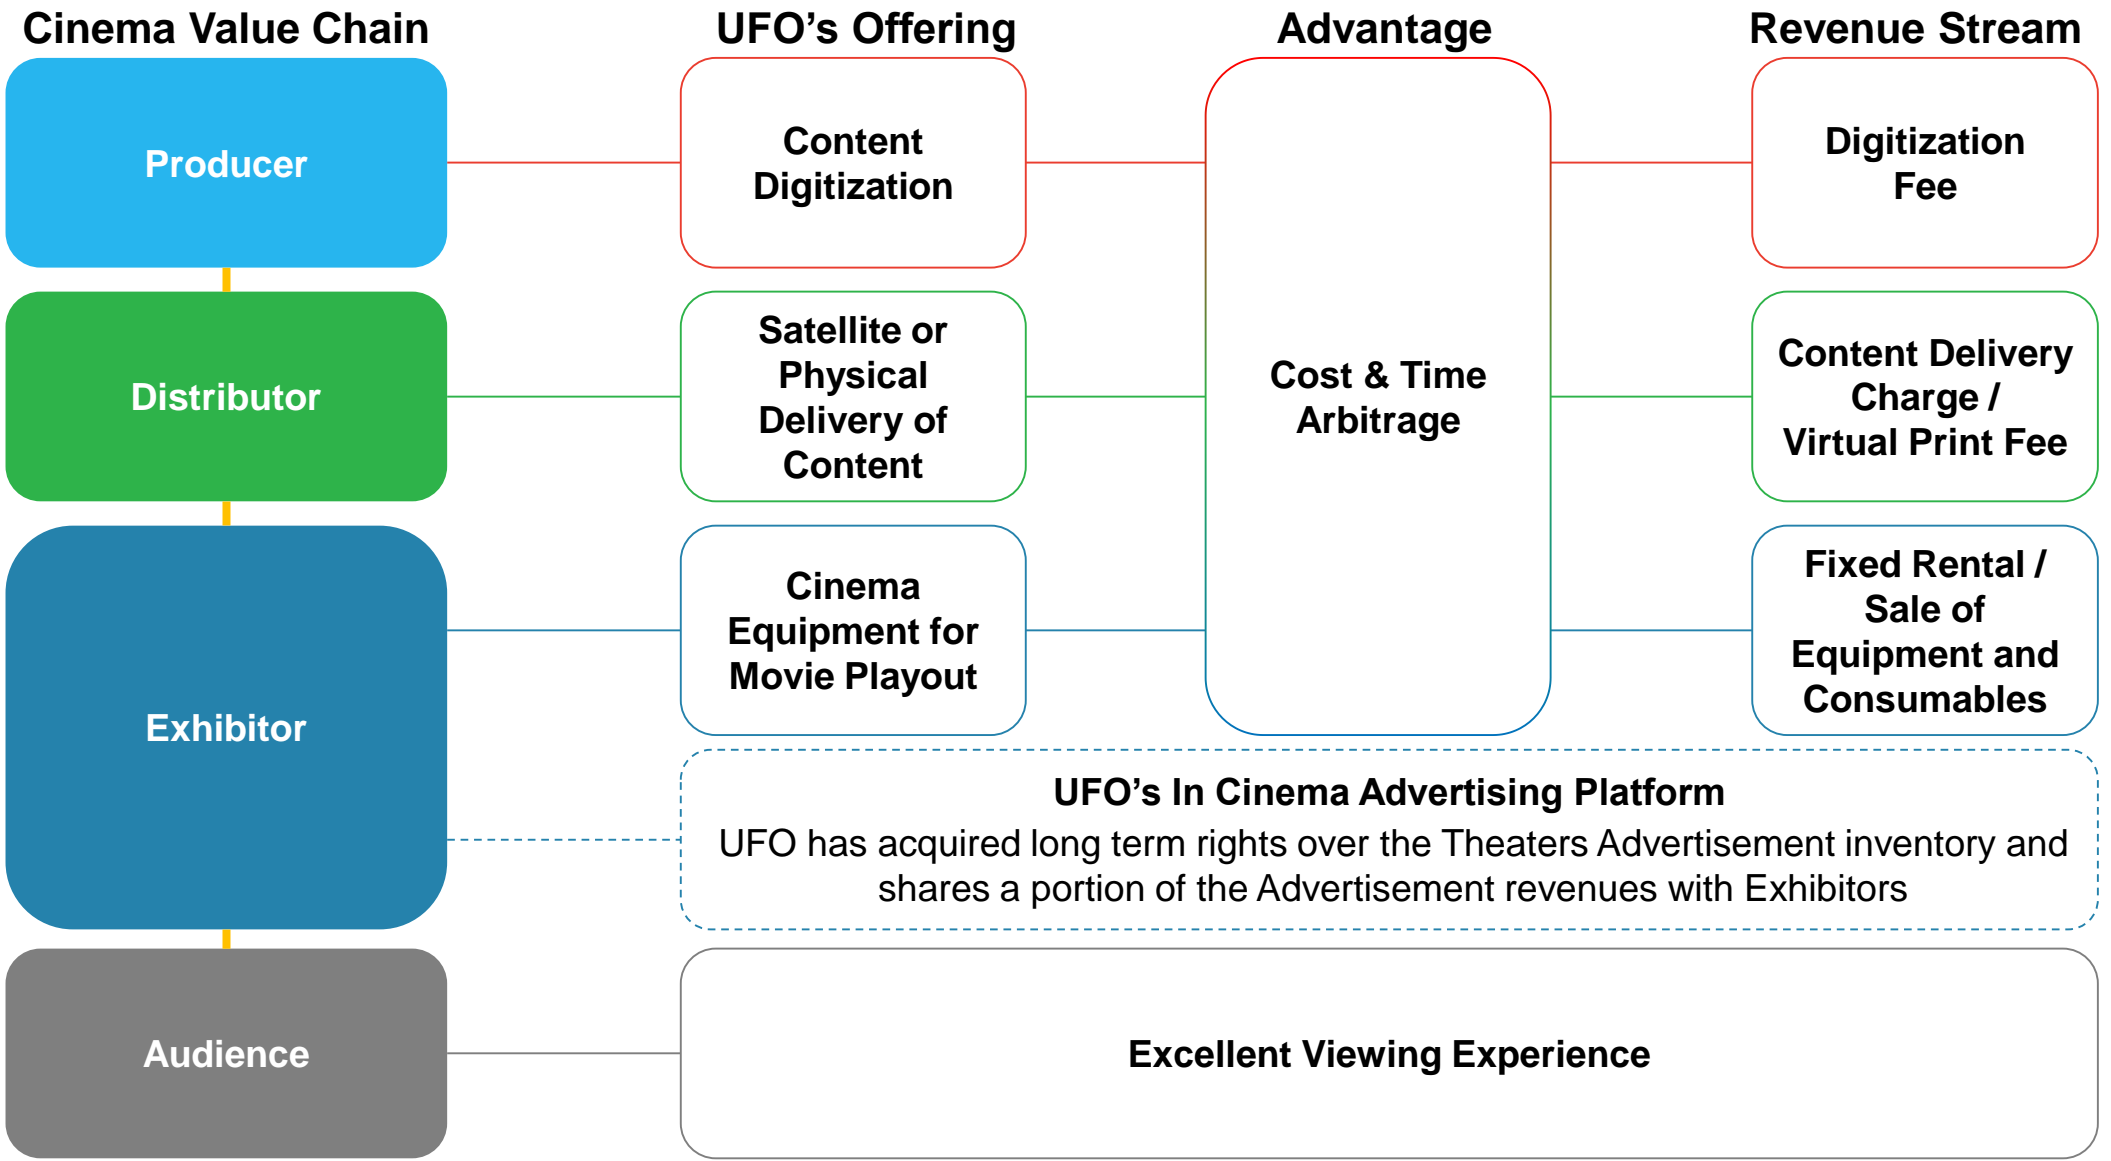 Cinema Value Chain
UFO’s Offering
Advantage
Revenue Stream
Producer
Content
Digitization
Digitization
Fee
Distributor
Satellite or
Physical
Delivery of
Content
Cost & Time
Arbitrage
Content Delivery
Charge /
Virtual Print Fee
Exhibitor
Cinema
Equipment for
Movie Playout
Fixed Rental /
Sale of
Equipment and
Consumables
UFO’s In Cinema Advertising Platform
UFO has acquired long term rights over the Theaters Advertisement inventory and
shares a portion of the Advertisement revenues with Exhibitors
Audience
Excellent Viewing Experience